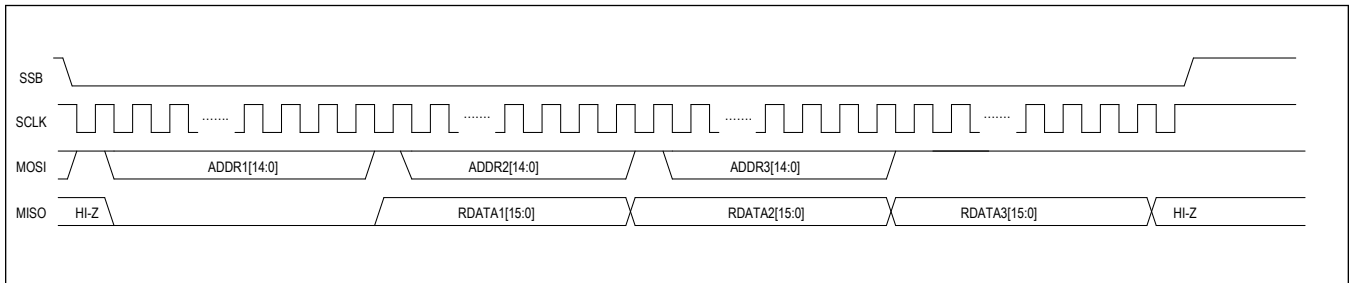 SSB
SCLK ....... ....... ....... .......
MOSI ADDR1[14:0] ADDR2[14:0] ADDR3[14:0]
MISO HI-Z RDATA1[15:0] RDATA2[15:0] RDATA3[15:0] HI-Z